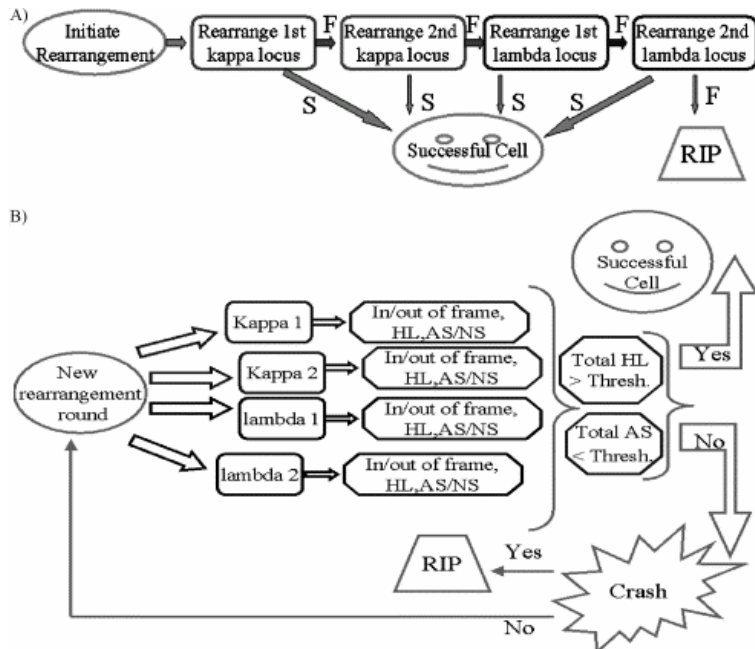 A)
Initiate
Rearrangement
Rearrange 1st
kappa locus
F
Rearrange 2nd
kappa locus
F
Rearrange 1st
lambda locus
F
Rearrange 2nd
lambda locus
S
S
S
S
F
Successful Cell
RIP
B)
Successful
Cell
New
rearrangement
round
Kappa 1
In/out of frame,
HL,AS/NS
Kappa 2
In/out of frame,
HL,AS/NS
lambda 1
In/out of frame,
HL,AS/NS
lambda 2
In/out of frame,
HL,AS/NS
Total HL
> Thresh.
Total AS
< Thresh.
Yes
No
RIP
Yes
Crash
No